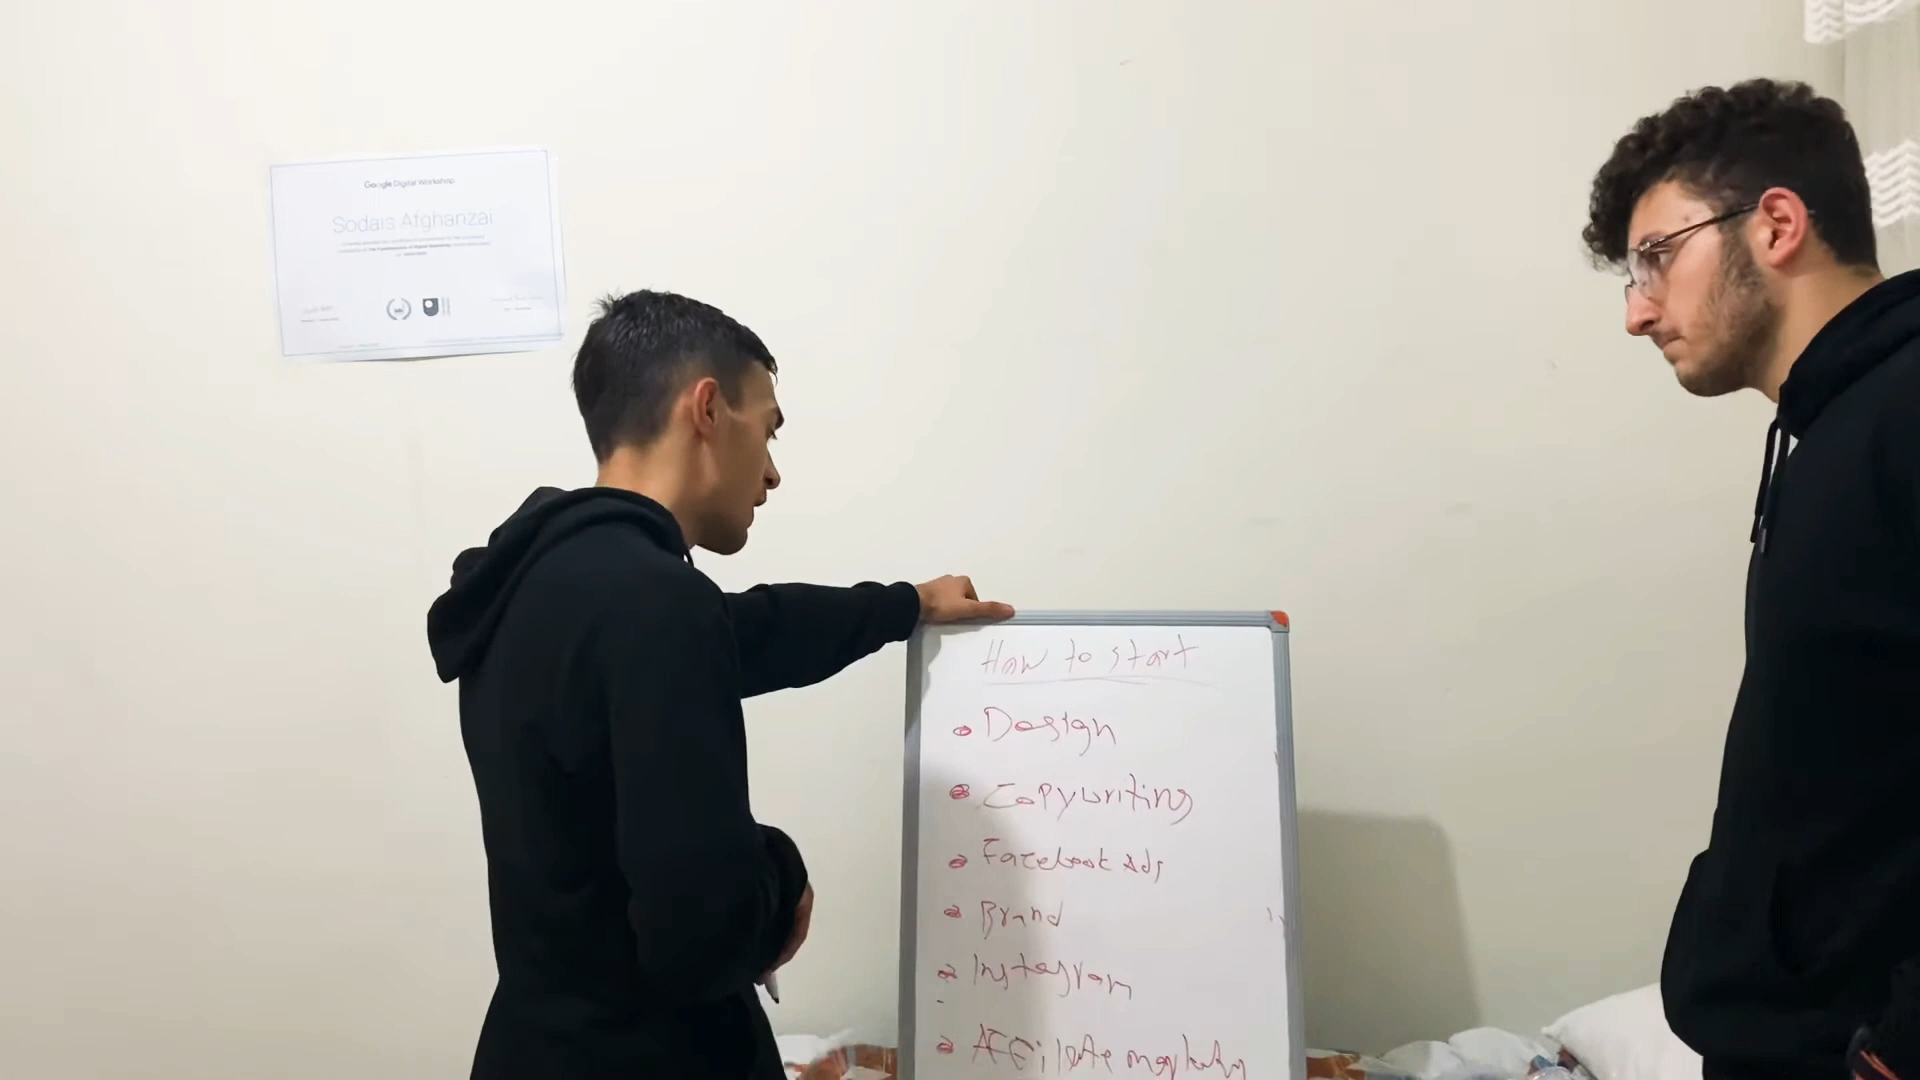 Google Digital Workshop
Sodais Afghanzai
How to start
Design
Copywriting
Facebook Ads
Brand
Instagram
Affiliate marketing